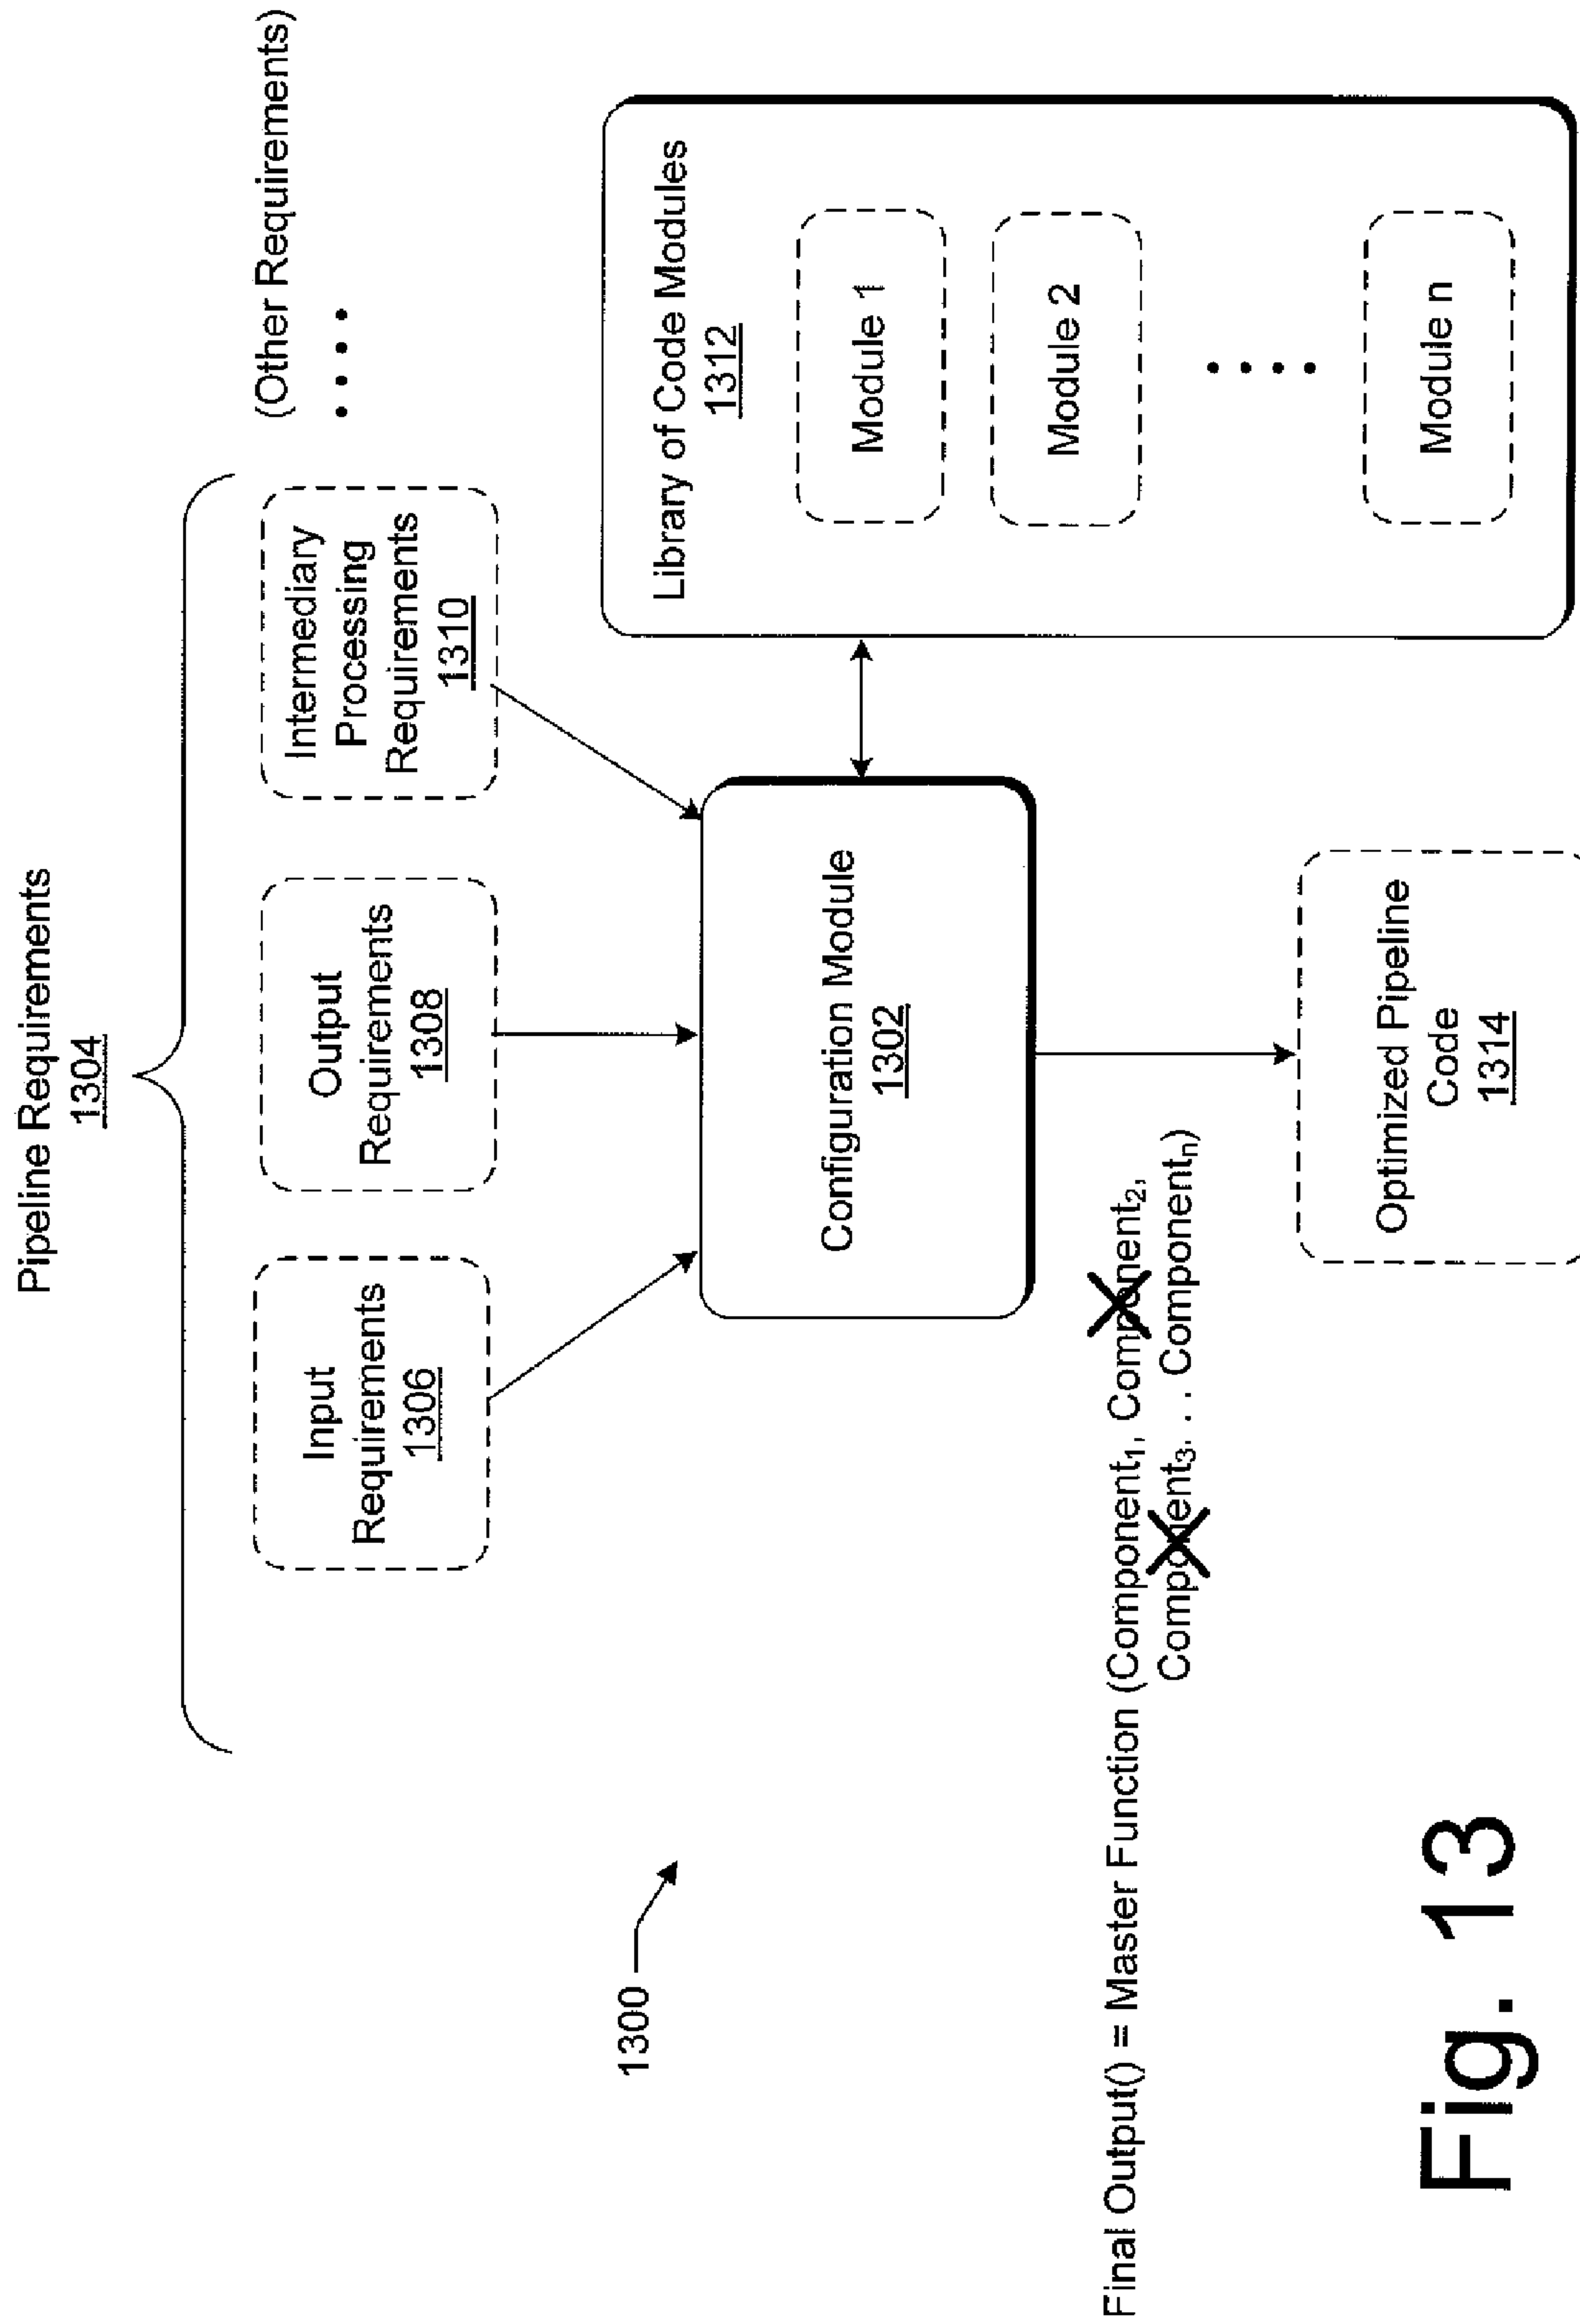 Pipeline Requirements
1304
Input
Requirements
1306
Output
Requirements
1308
Intermediary
Processing
Requirements
1310
(Other Requirements)
1300
Configuration Module
1302
Library of Code Modules
1312
Module 1
Module 2
Module n
Final Output() = Master Function (Component₁, Component₂,
Component₃. . . Componentₙ)
Optimized Pipeline
Code
1314
Fig. 13